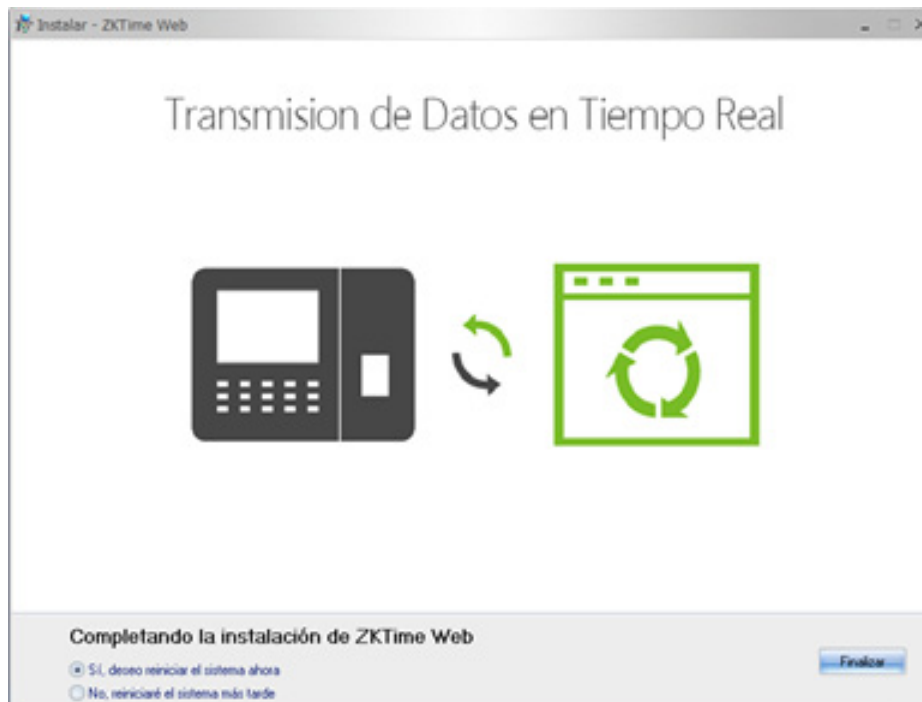 Instalar - ZKTime Web
Transmision de Datos en Tiempo Real
Completando la instalación de ZKTime Web
Sí, deseo reiniciar el sistema ahora
No, reiniciaré el sistema más tarde
Finalizar